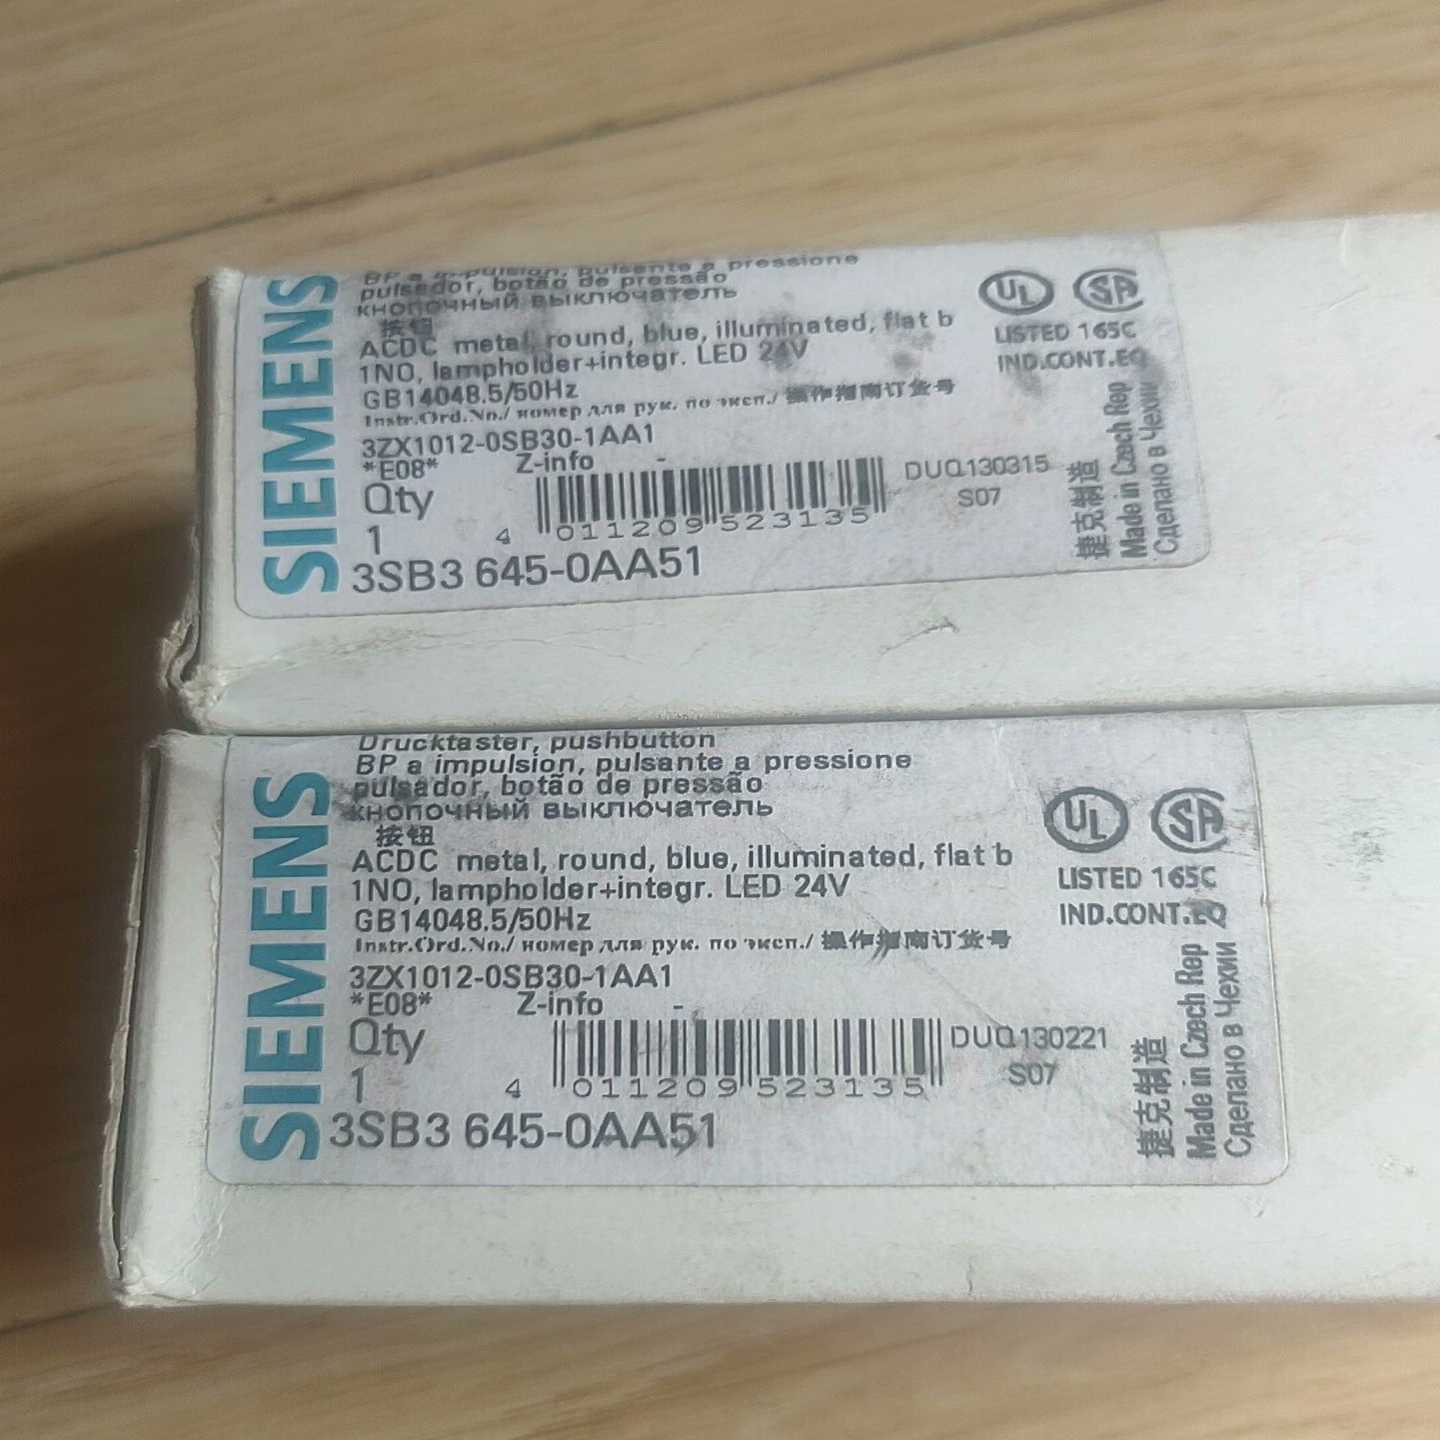 SIEMENS
BP a impulsion, pulsante a pressione
pulsador, botão de pressão
кнопочный выключатель
按钮
ACDC metal, round, blue, illuminated, flat b
1NO, lampholder+integr. LED 24V
GB14048.5/50Hz
Instr.Ord.No./ номер для рук. по эксп./ 操作指南订货号
3ZX1012-0SB30-1AA1
*E08* Z-info -
Qty
1
4 011209 523135
3SB3 645-0AA51
DUQ130315
S07
UL SA
LISTED 165C
IND.CONT.EQ
捷克制造
Made in Czech Rep
Сделано в Чехии
SIEMENS
Drucktaster, pushbutton
BP a impulsion, pulsante a pressione
pulsador, botão de pressão
кнопочный выключатель
按钮
ACDC metal, round, blue, illuminated, flat b
1NO, lampholder+integr. LED 24V
GB14048.5/50Hz
Instr.Ord.No./ номер для рук. по эксп./ 操作指南订货号
3ZX1012-0SB30-1AA1
*E08* Z-info -
Qty
1
4 011209 523135
3SB3 645-0AA51
DUQ130221
S07
UL SA
LISTED 165C
IND.CONT.EQ
捷克制造
Made in Czech Rep
Сделано в Чехии